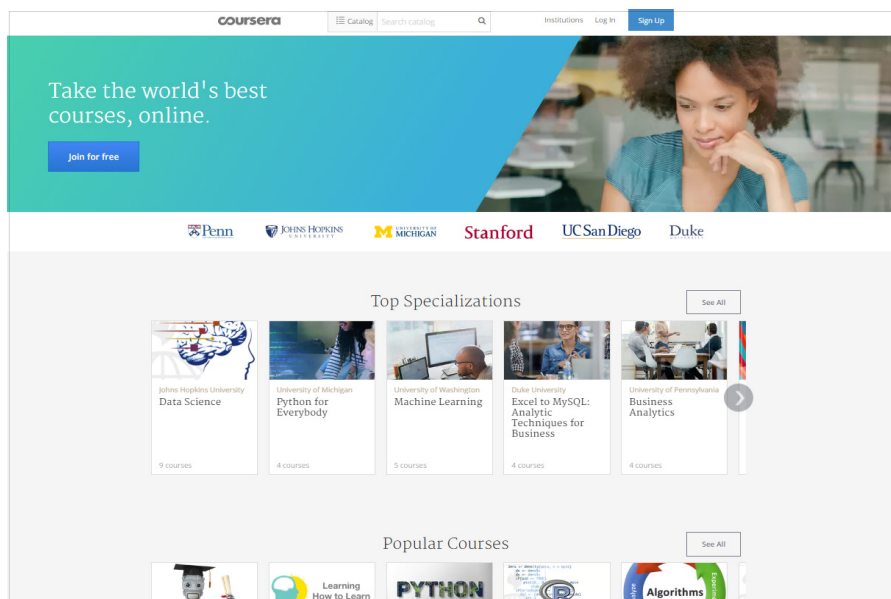 coursera
Catalog
Search catalog
Institutions
Log In
Sign Up
Take the world's best
courses, online.
Join for free
Penn
JOHNS HOPKINS
UNIVERSITY
M
UNIVERSITY OF
MICHIGAN
Stanford
UC San Diego
Duke
UNIVERSITY
Top Specializations
See All
Johns Hopkins University
Data Science
9 courses
University of Michigan
Python for
Everybody
4 courses
University of Washington
Machine Learning
5 courses
Duke University
Excel to MySQL:
Analytic
Techniques for
Business
4 courses
University of Pennsylvania
Business
Analytics
4 courses
Popular Courses
See All
Learning
How to Learn
PYTHON
R
Algorithms